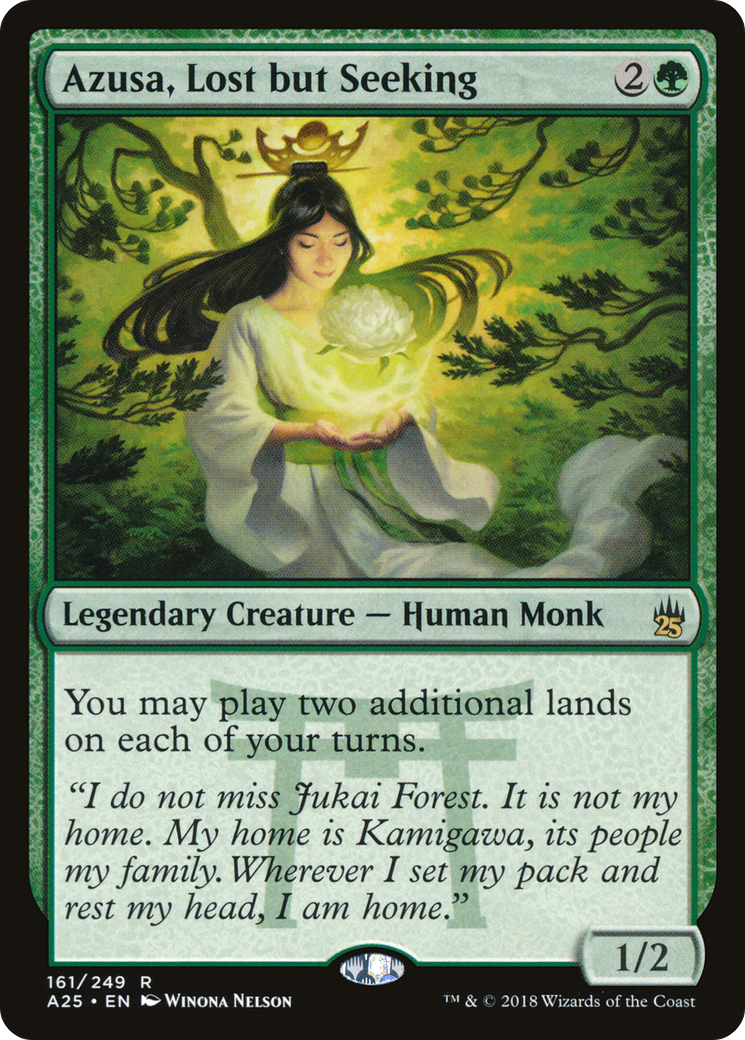 Azusa, Lost but Seeking 2
Legendary Creature — Human Monk 25
You may play two additional lands
on each of your turns.
“I do not miss Jukai Forest. It is not my
home. My home is Kamigawa, its people
my family. Wherever I set my pack and
rest my head, I am home.”
1/2
161/249 R
A25 • EN Winona Nelson
™ & © 2018 Wizards of the Coast